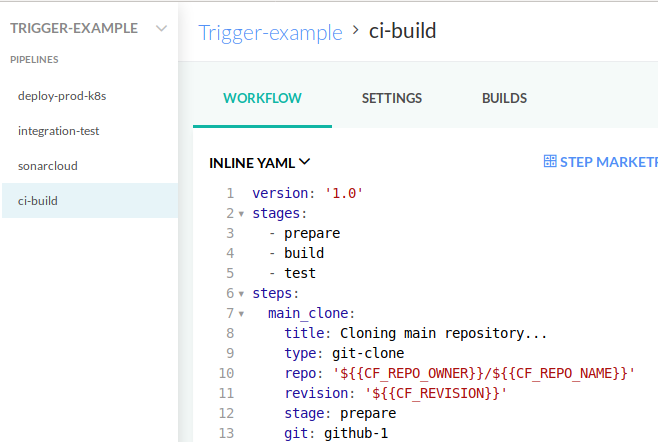 TRIGGER-EXAMPLE
PIPELINES
deploy-prod-k8s
integration-test
sonarcloud
ci-build
Trigger-example > ci-build
WORKFLOW SETTINGS BUILDS
INLINE YAML STEP MARKETP
1 version: '1.0'
2 stages:
3 - prepare
4 - build
5 - test
6 steps:
7 main_clone:
8 title: Cloning main repository...
9 type: git-clone
10 repo: '${{CF_REPO_OWNER}}/${{CF_REPO_NAME}}'
11 revision: '${{CF_REVISION}}'
12 stage: prepare
13 git: github-1